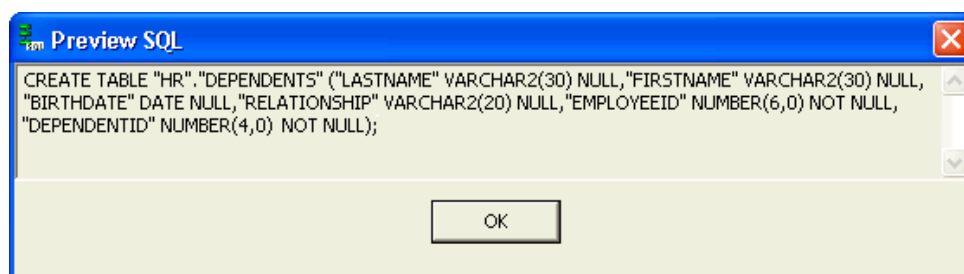 Preview SQL
CREATE TABLE "HR"."DEPENDENTS" ("LASTNAME" VARCHAR2(30) NULL,"FIRSTNAME" VARCHAR2(30) NULL,
"BIRTHDATE" DATE NULL,"RELATIONSHIP" VARCHAR2(20) NULL,"EMPLOYEEID" NUMBER(6,0) NOT NULL,
"DEPENDENTID" NUMBER(4,0) NOT NULL);
OK